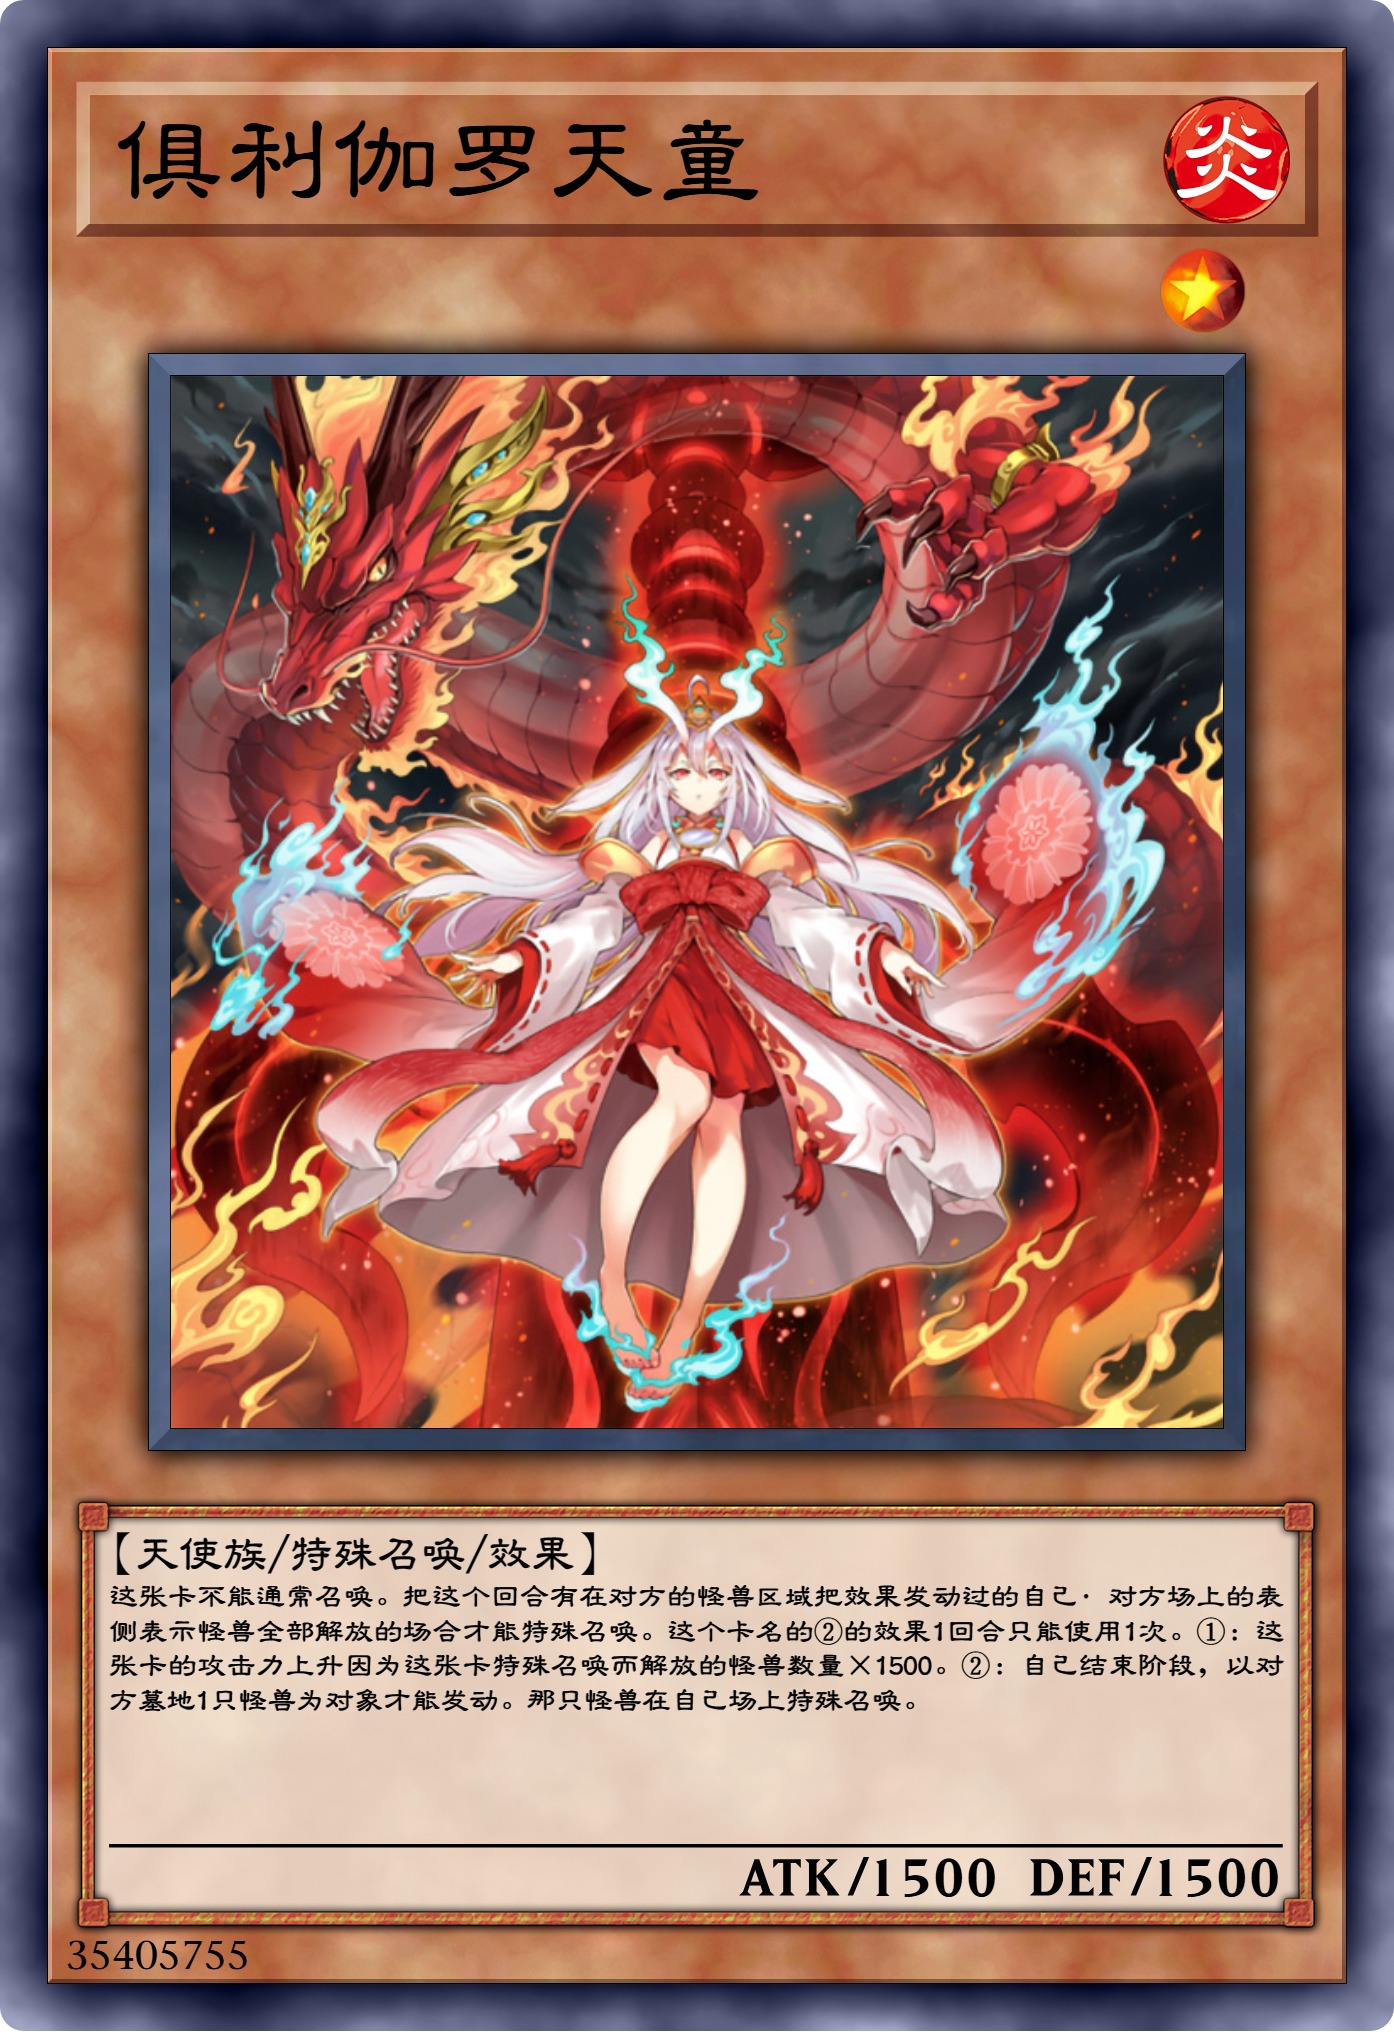 俱利伽罗天童
炎
【天使族/特殊召唤/效果】
这张卡不能通常召唤。把这个回合有在对方的怪兽区域把效果发动过的自己·对方场上的表
侧表示怪兽全部解放的场合才能特殊召唤。这个卡名的②的效果1回合只能使用1次。①：这
张卡的攻击力上升因为这张卡特殊召唤而解放的怪兽数量×1500。②：自己结束阶段，以对
方墓地1只怪兽为对象才能发动。那只怪兽在自己场上特殊召唤。
ATK/1500 DEF/1500
35405755